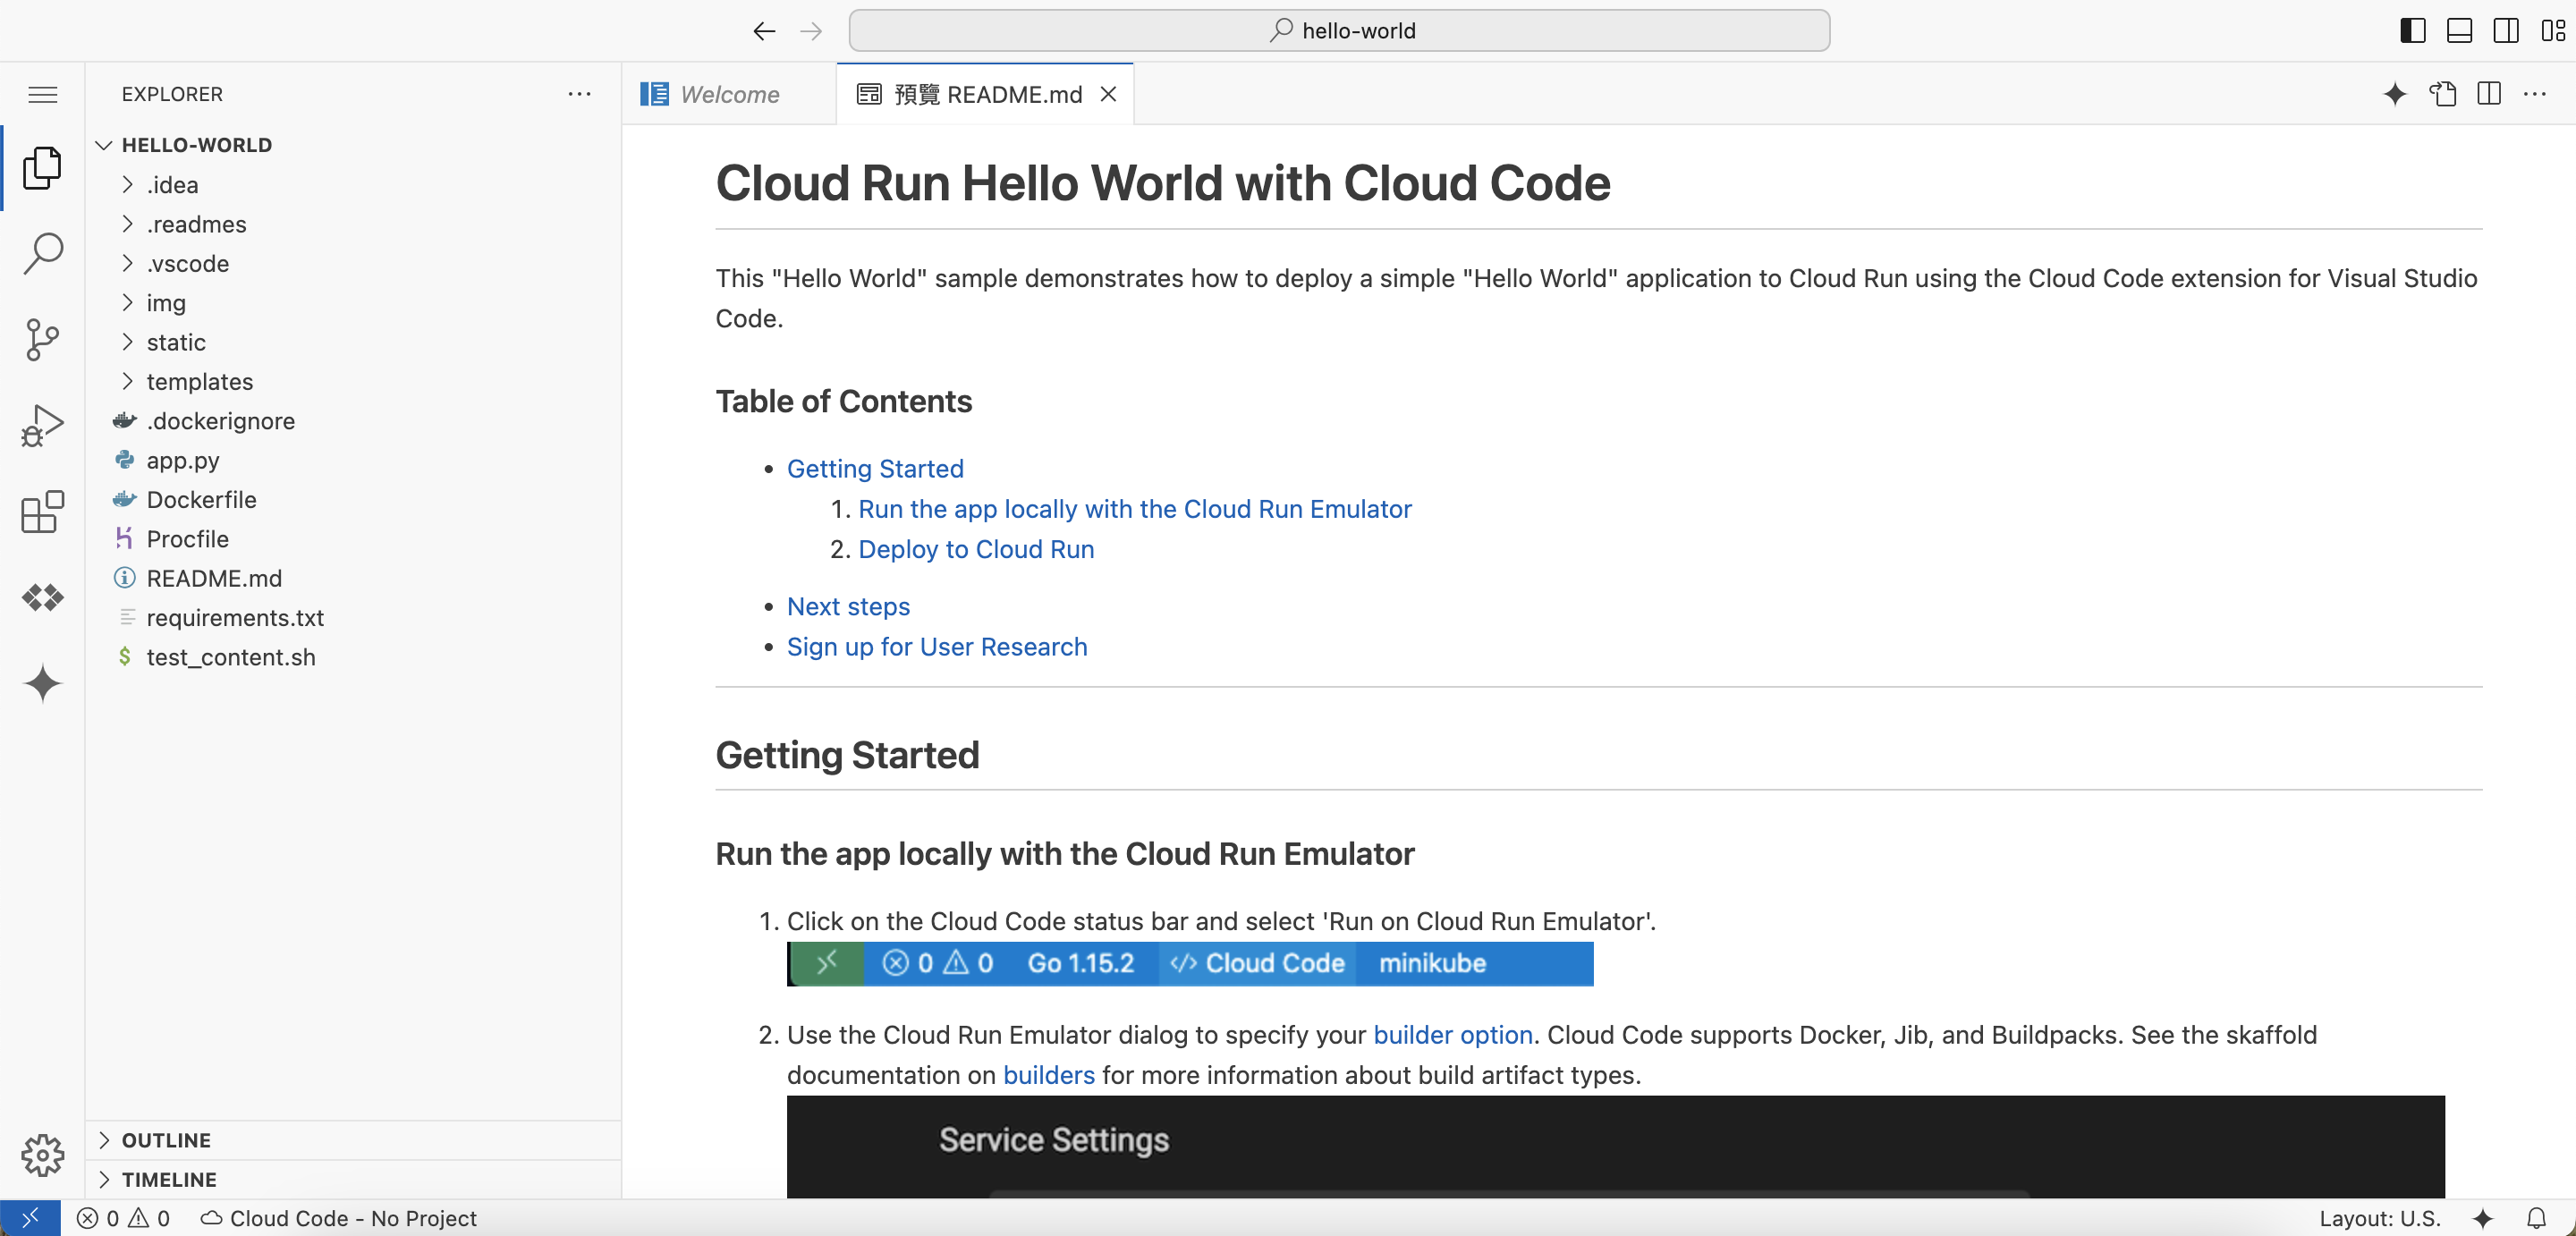 hello-world
EXPLORER
HELLO-WORLD
.idea
.readmes
.vscode
img
static
templates
.dockerignore
app.py
Dockerfile
Procfile
README.md
requirements.txt
$ test_content.sh
OUTLINE
TIMELINE
Welcome
預覽 README.md
Cloud Run Hello World with Cloud Code
This "Hello World" sample demonstrates how to deploy a simple "Hello World" application to Cloud Run using the Cloud Code extension for Visual Studio
Code.
Table of Contents
• Getting Started
1. Run the app locally with the Cloud Run Emulator
2. Deploy to Cloud Run
• Next steps
• Sign up for User Research
Getting Started
Run the app locally with the Cloud Run Emulator
1. Click on the Cloud Code status bar and select 'Run on Cloud Run Emulator'.
0 0 Go 1.15.2 </> Cloud Code minikube
2. Use the Cloud Run Emulator dialog to specify your builder option. Cloud Code supports Docker, Jib, and Buildpacks. See the skaffold
documentation on builders for more information about build artifact types.
Service Settings
0 0 Cloud Code - No Project
Layout: U.S.